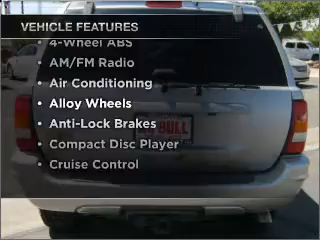 VEHICLE FEATURES
• 4-Wheel ABS
• AM/FM Radio
• Air Conditioning
• Alloy Wheels
• Anti-Lock Brakes
• Compact Disc Player
• Cruise Control
BULL